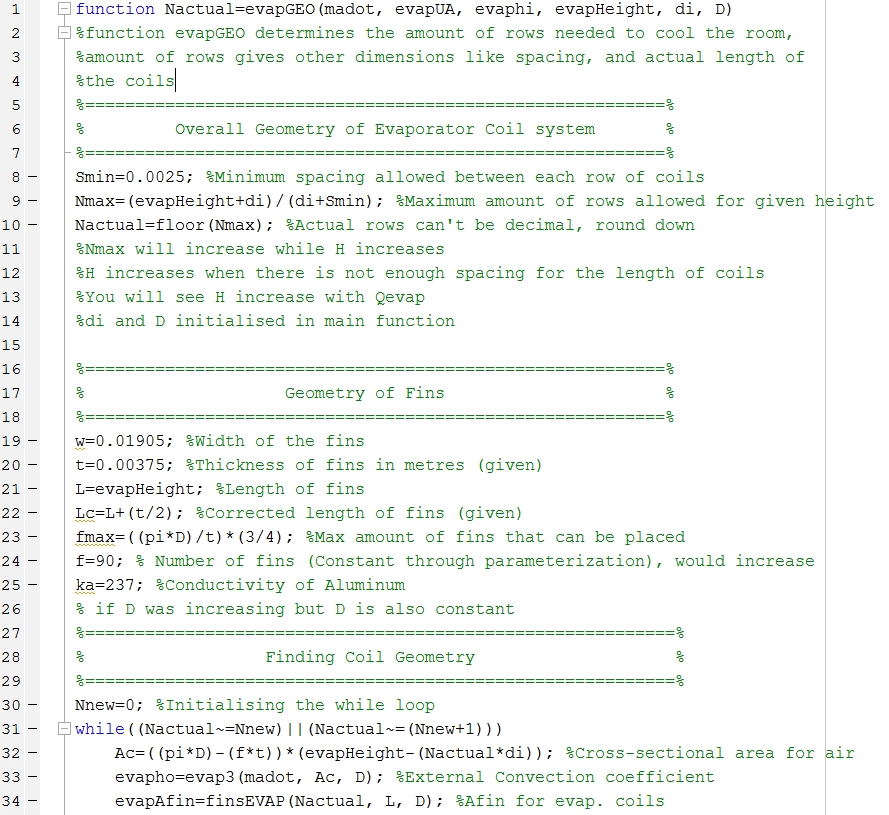 1 function Nactual=evapGEO(madot, evapUA, evaphi, evapHeight, di, D)
2 %function evapGEO determines the amount of rows needed to cool the room,
3 %amount of rows gives other dimensions like spacing, and actual length of
4 %the coils
5 %==========================================================%
6 % Overall Geometry of Evaporator Coil system %
7 %==========================================================%
8 - Smin=0.0025; %Minimum spacing allowed between each row of coils
9 - Nmax=(evapHeight+di)/(di+Smin); %Maximum amount of rows allowed for given height
10 - Nactual=floor(Nmax); %Actual rows can't be decimal, round down
11 %Nmax will increase while H increases
12 %H increases when there is not enough spacing for the length of coils
13 %You will see H increase with Qevap
14 %di and D initialised in main function
15
16 %==========================================================%
17 % Geometry of Fins %
18 %==========================================================%
19 - w=0.01905; %Width of the fins
20 - t=0.00375; %Thickness of fins in metres (given)
21 - L=evapHeight; %Length of fins
22 - Lc=L+(t/2); %Corrected length of fins (given)
23 - fmax=((pi*D)/t)*(3/4); %Max amount of fins that can be placed
24 - f=90; % Number of fins (Constant through parameterization), would increase
25 - ka=237; %Conductivity of Aluminum
26 % if D was increasing but D is also constant
27 %===========================================================%
28 % Finding Coil Geometry %
29 %===========================================================%
30 - Nnew=0; %Initialising the while loop
31 - while((Nactual~=Nnew)||(Nactual~=(Nnew+1)))
32 - Ac=((pi*D)-(f*t))*(evapHeight-(Nactual*di)); %Cross-sectional area for air
33 - evapho=evap3(madot, Ac, D); %External Convection coefficient
34 - evapAfin=finsEVAP(Nactual, L, D); %Afin for evap. coils